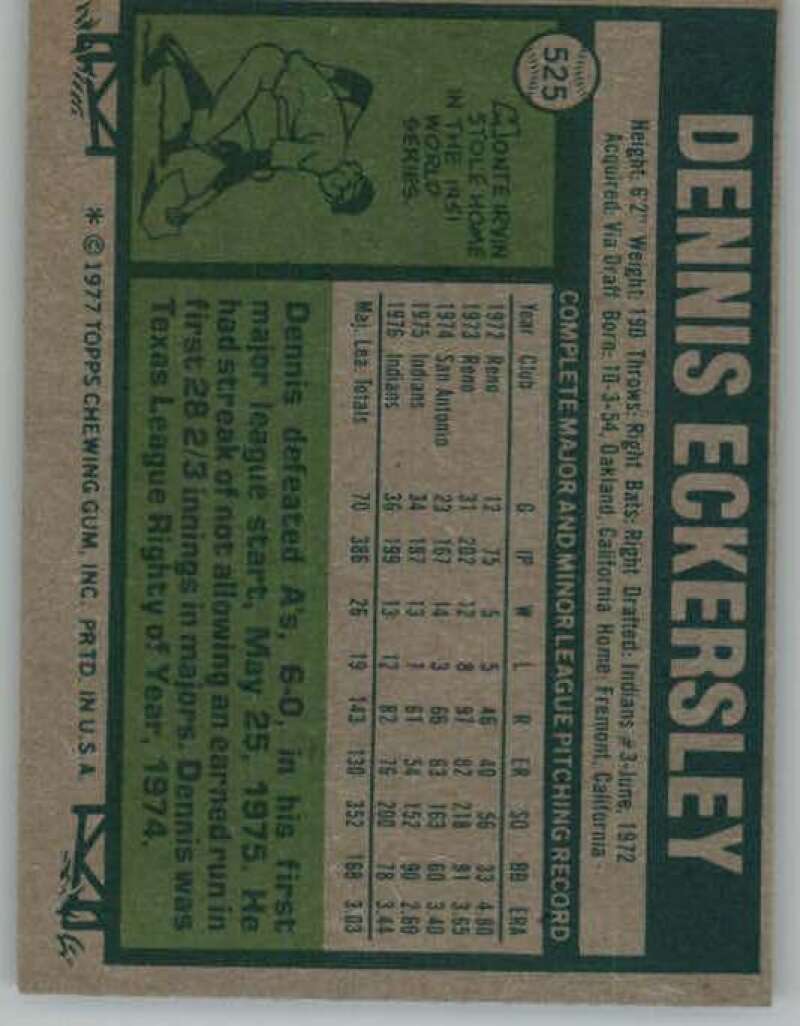 525
DENNIS ECKERSLEY
Height: 6'2" Weight: 190 Throws: Right Bats: Right Drafted: Indians #3-June, 1972
Acquired: Via Draft Born: 10-3-54, Oakland, California Home: Fremont, California
COMPLETE MAJOR AND MINOR LEAGUE PITCHING RECORD
Year Club G IP W L R ER SO BB ERA
1972 Reno 12 75 5 5 46 40 56 33 4.80
1973 Reno 31 202 12 8 97 82 218 91 3.65
1974 San Antonio 23 167 14 3 66 63 163 60 3.40
1975 Indians 34 187 13 7 61 54 152 90 2.60
1976 Indians 36 199 13 12 82 76 200 78 3.44
Maj. Lea. Totals 70 386 26 19 143 130 352 168 3.03
MONTE IRVIN
STOLE HOME
IN THE 1951
WORLD
SERIES.
Dennis defeated A's, 6-0, in his first
major league start, May 25, 1975. He
had streak of not allowing an earned run in
first 28 2/3 innings in majors. Dennis was
Texas League Righty of Year, 1974.
* © 1977 TOPPS CHEWING GUM, INC. PRTD. IN U.S.A.